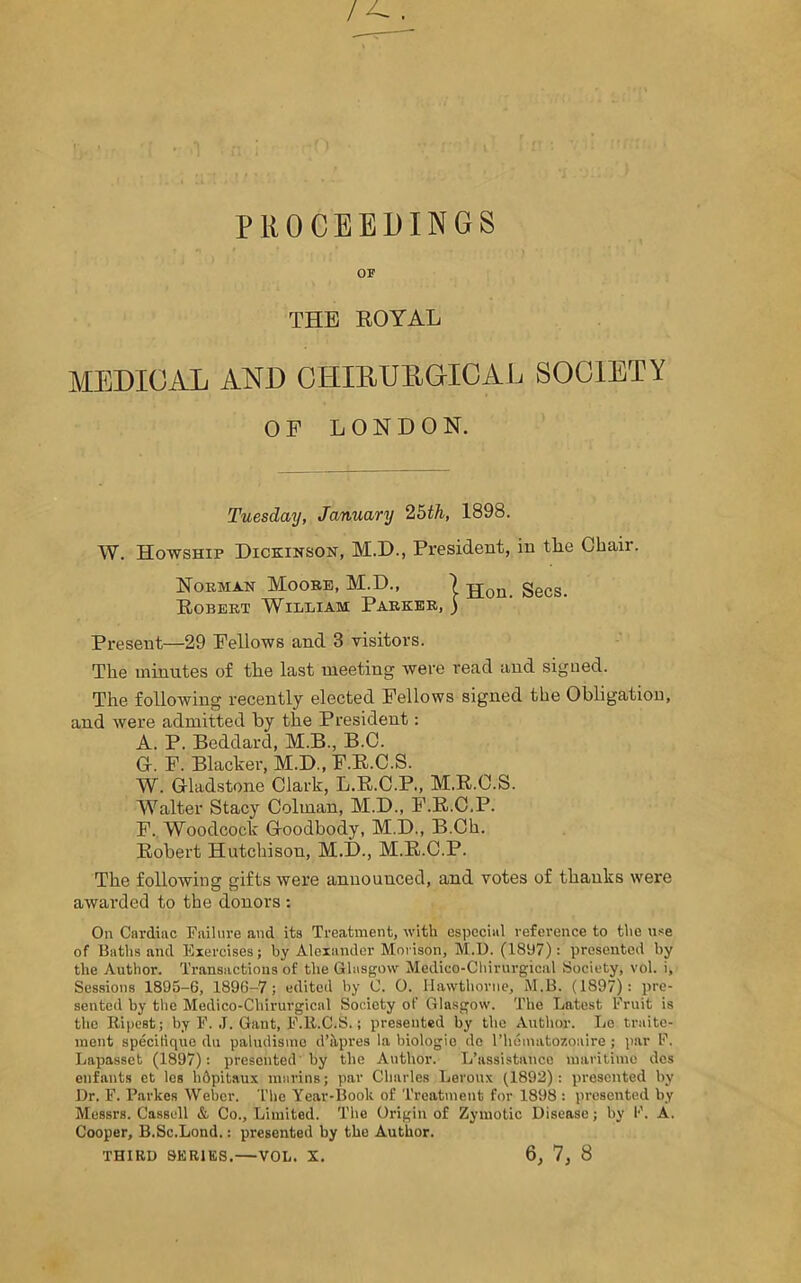 PROCEEDINGS
OF
THE ROYAL
MEDICAL AND CHIRURGICAL SOCIETY
OF LONDON.
Tuesday, January 25th, 1898.
W. Howship Dickinson, M.D., President, in the Chair.
Norman Moore, M.D., } Hon. Secs.
Robert William Parker, }
Present—29 Fellows and 3 visitors.
The minutes of the last meeting were read and signed.
The following recently elected Fellows signed the Obligation,
and were admitted by the President :
A. P. Beddard, M.B., B.C.
G. F. Blacker, M.D., F.R.C.S.
W. Gladstone Clark, L.R.C.P., M.R.C.S.
Walter Stacy Colman, M.D., F.R.C.P.
F. Woodcock Goodbody, M.D., B.Ch.
Robert Hutchison, M.D., M.R.C.P.
The following gifts were announced, and votes of thanks were
awarded to the donors :
On Cardiac Failure and its Treatment, with especial reference to the use
of Baths and Exercises; by Alexander Morison, M.D. (1897) : presented by
the Author. Transactions of the Glasgow Medico-Chirurgical Society, vol. i,
Sessions 1895-6, 1896-7; edited by C. O. Hawthorne, M.B. (1897) : pre-
sented by the Medico-Chirurgical Society of Glasgow. The Latest Fruit is
the Ripest; by F. J. Gant, F.R.C.S.; presented by the Author. Le traite-
ment spécifique du paludisme d'àpres la biologie de l'hématozoaire ; par F.
Lapasset (1897) : presented by the Author. L'assistance maritime des
enfants et les hôpitaux marins; par Charles Leroux (1892) : presented by
Dr. F. Parkes Weber. The Year-Book of Treatment for 1898 : presented by
Messrs. Cassell & Co., Limited. The Origin of Zymotic Disease; by F. A.
Cooper, B.Sc.Lond. : presented by the Author.
THIRD SERIES.—VOL. X. 6, 7, 8